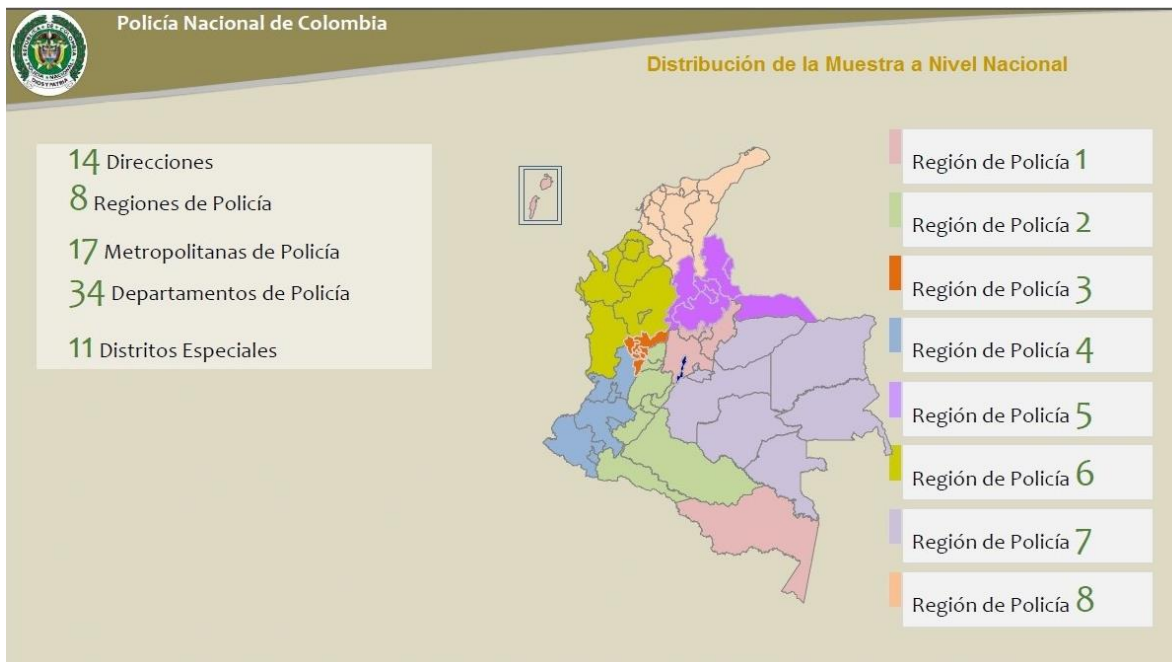 Policía Nacional de Colombia
Distribución de la Muestra a Nivel Nacional
14 Direcciones
8 Regiones de Policía
17 Metropolitanas de Policía
34 Departamentos de Policía
11 Distritos Especiales
Región de Policía 1
Región de Policía 2
Región de Policía 3
Región de Policía 4
Región de Policía 5
Región de Policía 6
Región de Policía 7
Región de Policía 8